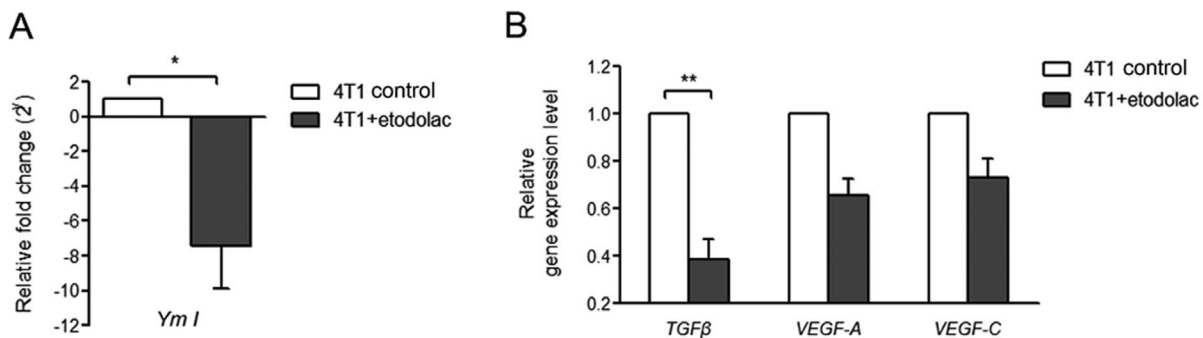 A
Relative fold change (2^y)
2
0
-2
-4
-6
-8
-10
-12
*
Ym I
4T1 control
4T1+etodolac
B
Relative
gene expression level
1.2
1.0
0.8
0.6
0.4
0.2
**
TGFβ
VEGF-A
VEGF-C
4T1 control
4T1+etodolac